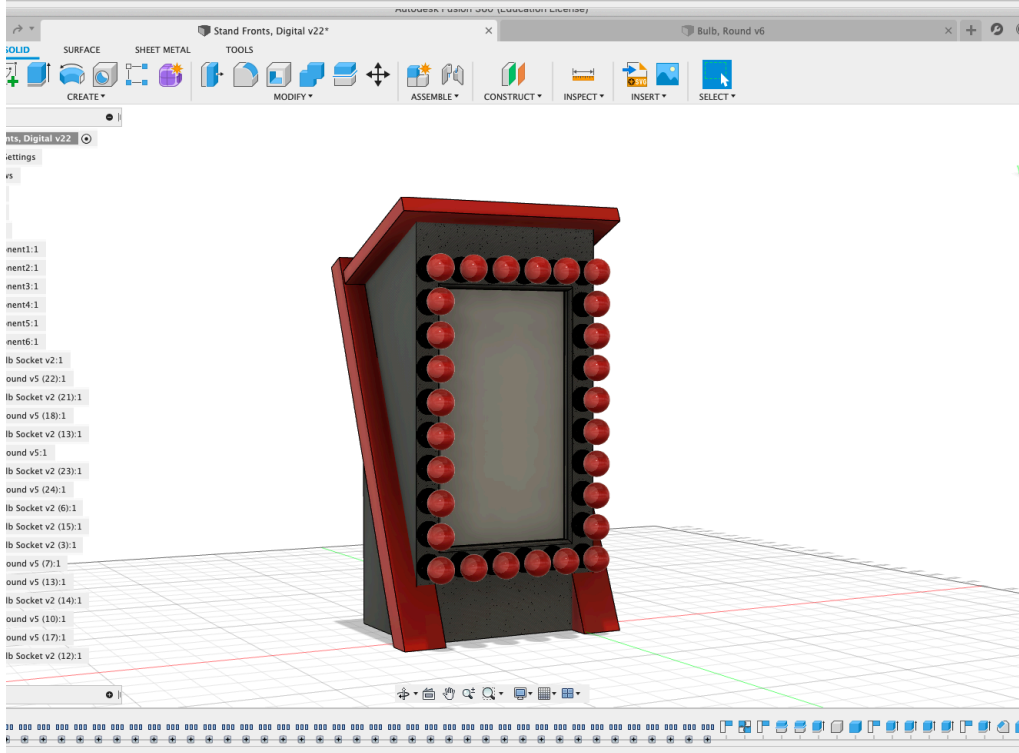 Autodesk Fusion 360 (Education License)
Stand Fronts, Digital v22*
Bulb, Round v6
SOLID
SURFACE
SHEET METAL
TOOLS
CREATE
MODIFY
ASSEMBLE
CONSTRUCT
INSPECT
INSERT
SELECT
nts, Digital v22
Settings
ws
onent1:1
onent2:1
onent3:1
onent4:1
onent5:1
onent6:1
lb Socket v2:1
ound v5 (22):1
lb Socket v2 (21):1
ound v5 (18):1
lb Socket v2 (13):1
ound v5:1
lb Socket v2 (23):1
ound v5 (24):1
lb Socket v2 (6):1
lb Socket v2 (15):1
lb Socket v2 (3):1
ound v5 (7):1
ound v5 (13):1
lb Socket v2 (14):1
ound v5 (10):1
ound v5 (17):1
lb Socket v2 (12):1